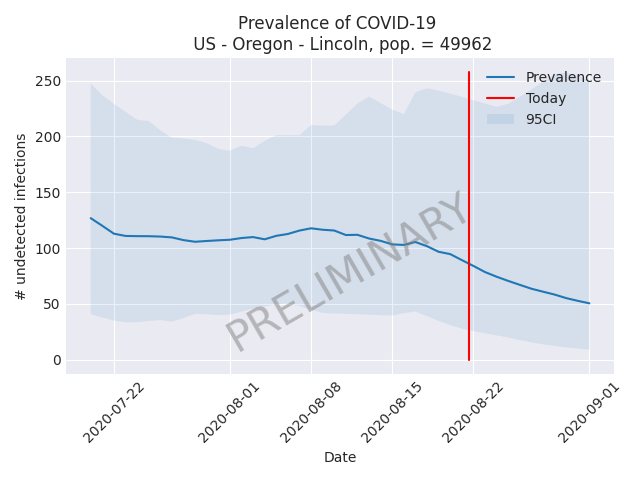 Prevalence of COVID-19
US - Oregon - Lincoln, pop. = 49962
Prevalence
Today
95CI
250
200
150
100
50
0
# undetected infections
PRELIMINARY
2020-07-22
2020-08-01
2020-08-08
2020-08-15
2020-08-22
2020-09-01
Date